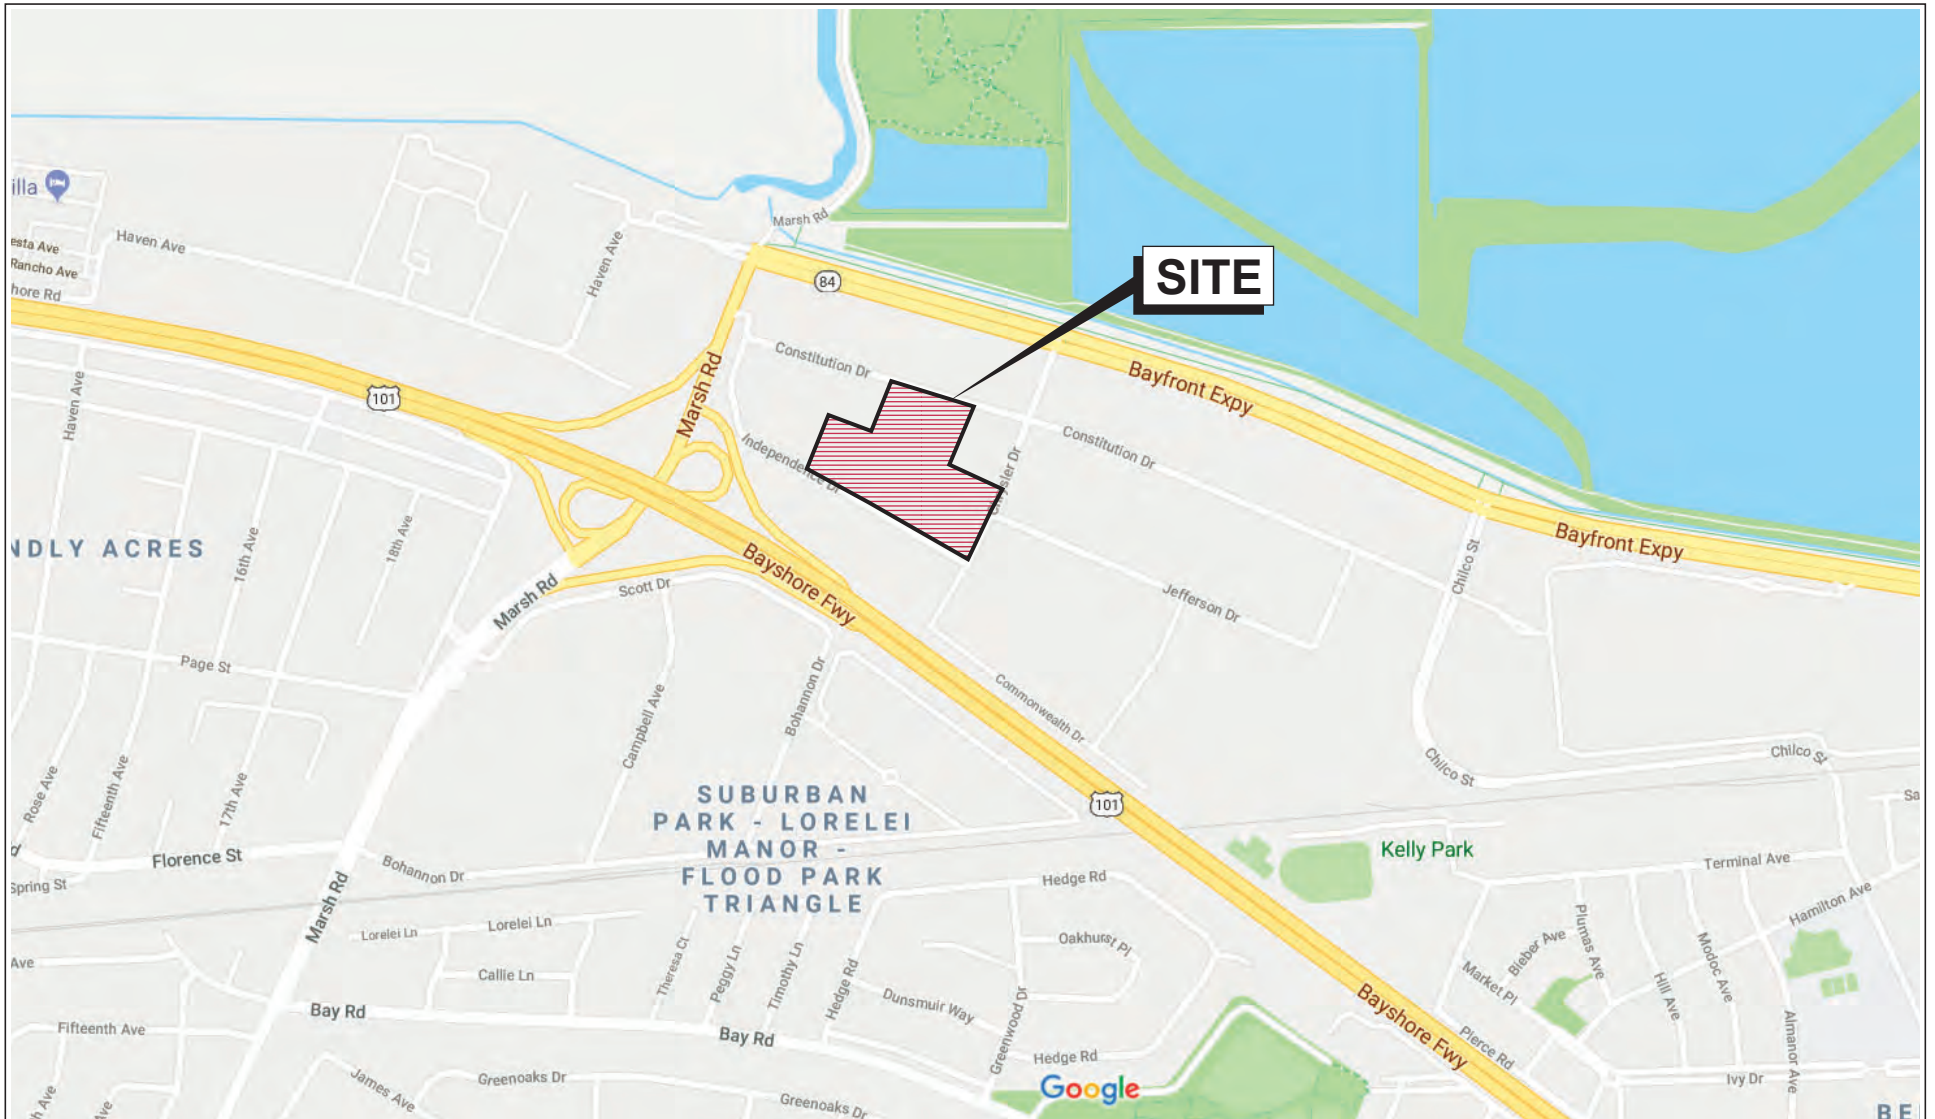 illa
esta Ave
Rancho Ave
hore Rd
Haven Ave
Haven Ave
Marsh Rd
84
SITE
Constitution Dr
Marsh Rd
Bayfront Expy
101
Haven Ave
Independence Dr
Constitution Dr
Chrysler Dr
NDLY ACRES
16th Ave
18th Ave
Bayshore Fwy
Scott Dr
Marsh Rd
Chilco St
Bayfront Expy
Jefferson Dr
Page St
Campbell Ave
Bohannon Dr
Commonwealth Dr
Chilco St
Chilco St
Rose Ave
Fifteenth Ave
17th Ave
SUBURBAN
PARK - LORELEI
MANOR -
FLOOD PARK
TRIANGLE
101
Sa
Kelly Park
d
Florence St
Bohannon Dr
Terminal Ave
Spring St
Marsh Rd
Hedge Rd
Hamilton Ave
Lorelei Ln
Lorelei Ln
Oakhurst Pl
Bieber Ave
Plumas Ave
Modoc Ave
Ave
Callie Ln
Theresa Ct
Peggy Ln
Timothy Ln
Hedge Rd
Dunsmuir Way
Greenwood Dr
Market Pl
Hill Ave
Almanor Ave
Bay Rd
Fifteenth Ave
Bay Rd
Hedge Rd
Bayshore Fwy
Pierce Rd
James Ave
Greenoaks Dr
Greenoaks Dr
Google
Ivy Dr
h Ave
ve
BE